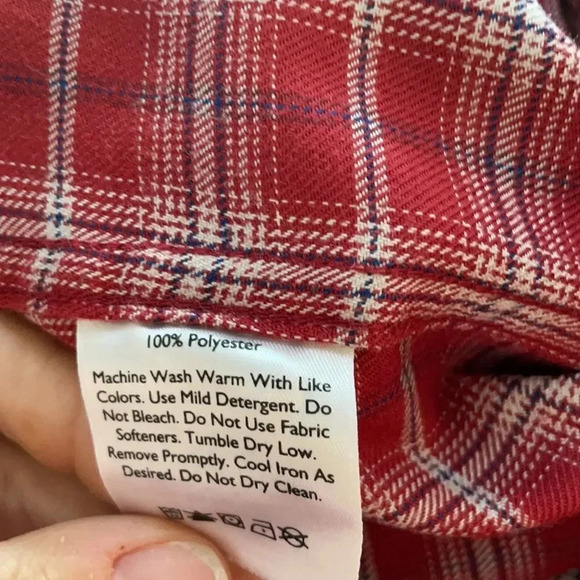 100% Polyester
Machine Wash Warm With Like
Colors. Use Mild Detergent. Do
Not Bleach. Do Not Use Fabric
Softeners. Tumble Dry Low.
Remove Promptly. Cool Iron As
Desired. Do Not Dry Clean.